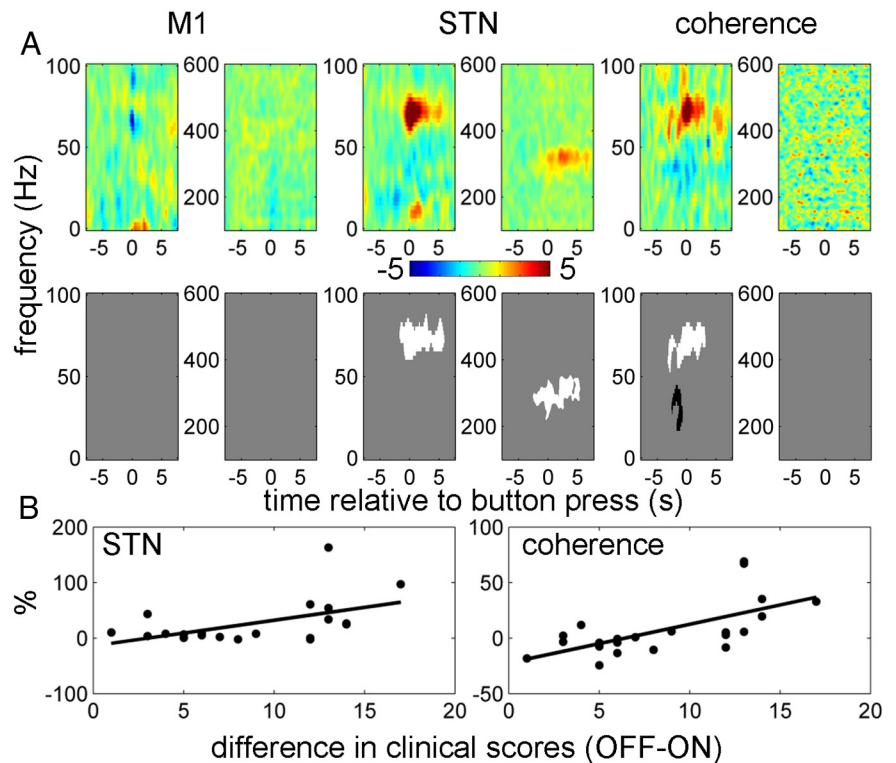 A
M1 STN coherence
100 600 100 600 100 600
400 400 400
50 50 50
200 200 200
0 0 0
-5 0 5 -5 0 5 -5 0 5 -5 0 5 -5 0 5 -5 0 5
-5 5
frequency (Hz)
100 600 100 600 100 600
400 400 400
50 50 50
200 200 200
0 0 0
-5 0 5 -5 0 5 -5 0 5 -5 0 5 -5 0 5 -5 0 5
time relative to button press (s)
B
200 STN 100 coherence
100 50
% 0 0
-100 -50
0 5 10 15 20 0 5 10 15 20
difference in clinical scores (OFF-ON)